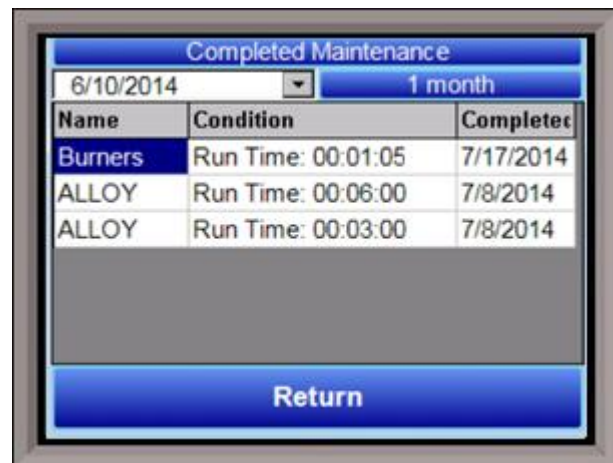 Completed Maintenance
6/10/2014 1 month
Name Condition Completed
Burners Run Time: 00:01:05 7/17/2014
ALLOY Run Time: 00:06:00 7/8/2014
ALLOY Run Time: 00:03:00 7/8/2014
Return